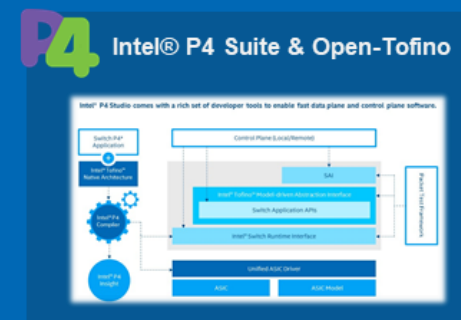 P4
Intel® P4 Suite & Open-Tofino
Intel® P4 Studio comes with a rich set of developer tools to enable fast data plane and control plane software.
Switch P4*
Application
Control Plane (Local/Remote)
+
Intel® Tofino™
Native Architecture
SAI
Intel® Tofino™ Model-driven Abstraction Interface
Switch Application APIs
Packet Test Framework
Intel® P4
Compiler
Intel® Switch Runtime Interface
Unified ASIC Driver
Intel® P4
Insight
ASIC
ASIC Model